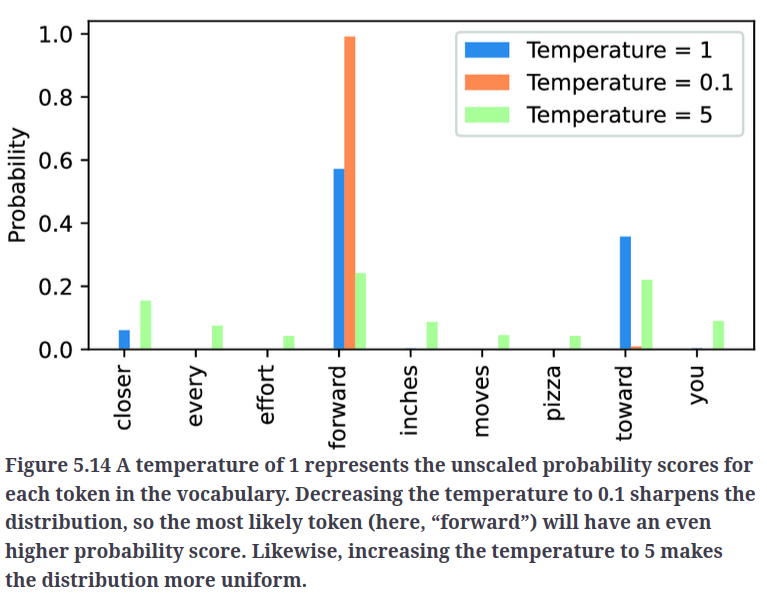 1.0
0.8
0.6
0.4
0.2
0.0
Probability
Temperature = 1
Temperature = 0.1
Temperature = 5
closer
every
effort
forward
inches
moves
pizza
toward
you
Figure 5.14 A temperature of 1 represents the unscaled probability scores for
each token in the vocabulary. Decreasing the temperature to 0.1 sharpens the
distribution, so the most likely token (here, “forward”) will have an even
higher probability score. Likewise, increasing the temperature to 5 makes
the distribution more uniform.